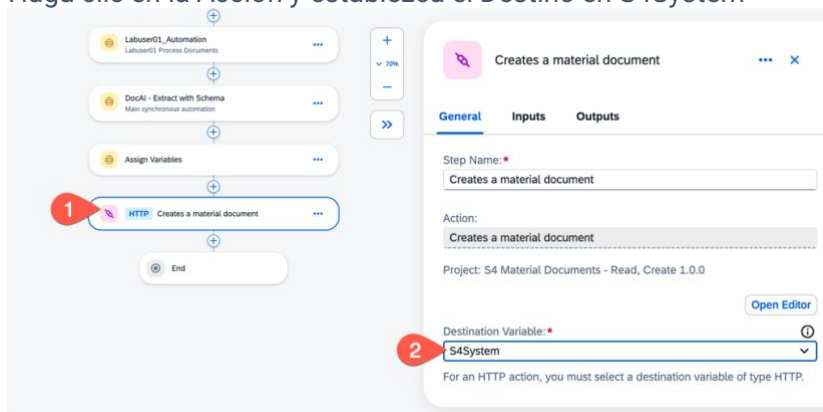 Haga clic en la Acción y establezca el Destino en S4System
Labuser01_Automation
Labuser01 Process Documents
DocAI - Extract with Schema
Main synchronous automation
Assign Variables
1
HTTP Creates a material document
End
70%
Creates a material document
General Inputs Outputs
Step Name:*
Creates a material document
Action:
Creates a material document
Project: S4 Material Documents - Read, Create 1.0.0
Open Editor
Destination Variable:*
2
S4System
For an HTTP action, you must select a destination variable of type HTTP.